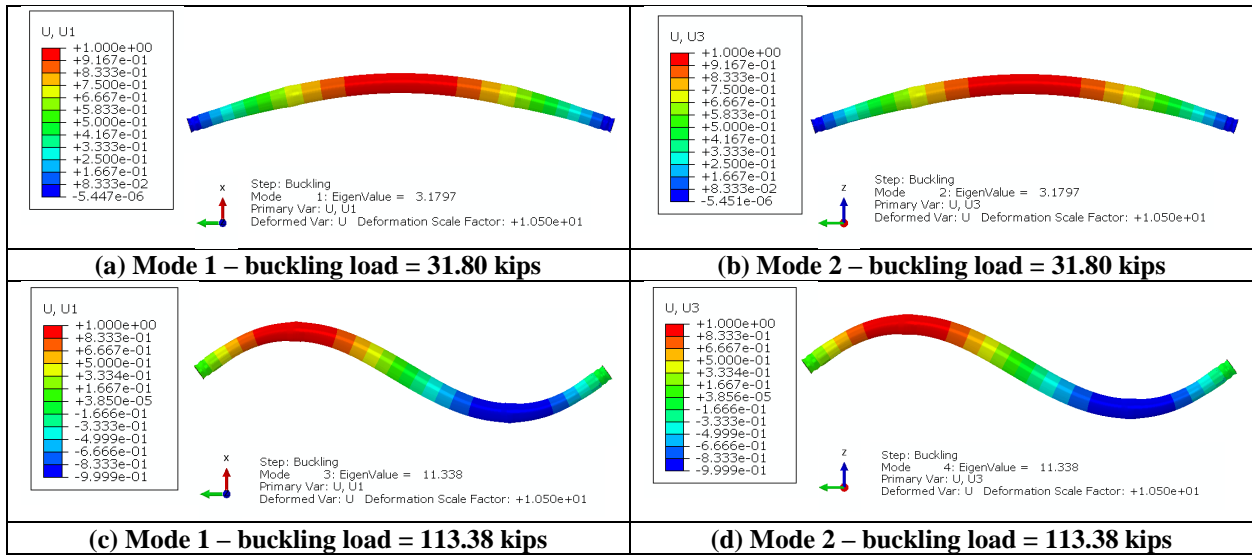 U, U1
+1.000e+00
+9.167e-01
+8.333e-01
+7.500e-01
+6.667e-01
+5.833e-01
+5.000e-01
+4.167e-01
+3.333e-01
+2.500e-01
+1.667e-01
+8.333e-02
-5.447e-06
x
Step: Buckling
Mode 1: EigenValue = 3.1797
Primary Var: U, U1
Deformed Var: U Deformation Scale Factor: +1.050e+01
(a) Mode 1 – buckling load = 31.80 kips
U, U3
+1.000e+00
+9.167e-01
+8.333e-01
+7.500e-01
+6.667e-01
+5.833e-01
+5.000e-01
+4.167e-01
+3.333e-01
+2.500e-01
+1.667e-01
+8.333e-02
-5.451e-06
z
Step: Buckling
Mode 2: EigenValue = 3.1797
Primary Var: U, U3
Deformed Var: U Deformation Scale Factor: +1.050e+01
(b) Mode 2 – buckling load = 31.80 kips
U, U1
+1.000e+00
+8.333e-01
+6.667e-01
+5.000e-01
+3.334e-01
+1.667e-01
+3.850e-05
-1.666e-01
-3.333e-01
-4.999e-01
-6.666e-01
-8.333e-01
-9.999e-01
x
Step: Buckling
Mode 3: EigenValue = 11.338
Primary Var: U, U1
Deformed Var: U Deformation Scale Factor: +1.050e+01
(c) Mode 1 – buckling load = 113.38 kips
U, U3
+1.000e+00
+8.333e-01
+6.667e-01
+5.000e-01
+3.334e-01
+1.667e-01
+3.856e-05
-1.666e-01
-3.333e-01
-4.999e-01
-6.666e-01
-8.333e-01
-9.999e-01
z
Step: Buckling
Mode 4: EigenValue = 11.338
Primary Var: U, U3
Deformed Var: U Deformation Scale Factor: +1.050e+01
(d) Mode 2 – buckling load = 113.38 kips